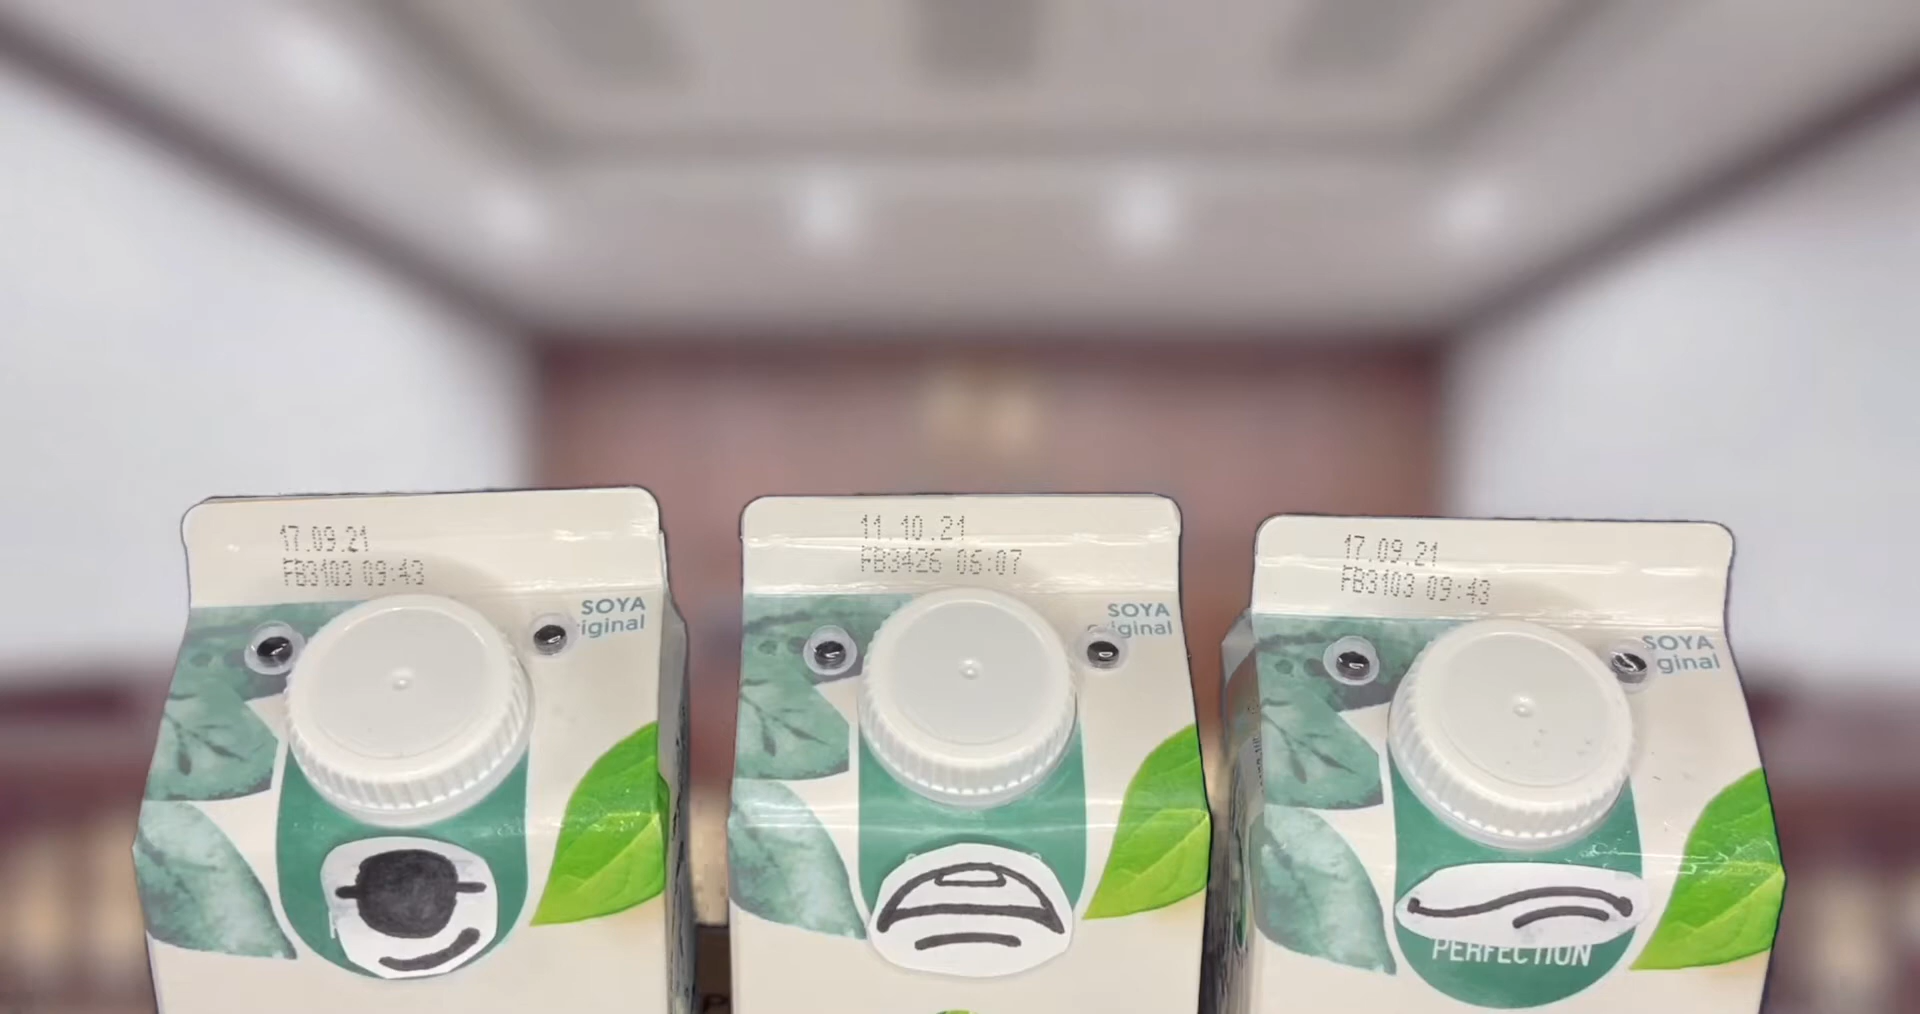 17.09.21
FB3103 09:43
SOYA
riginal
11.10.21
FB3426 06:07
SOYA
original
17.09.21
FB3103 09:43
SOYA
ginal
PERFECTION